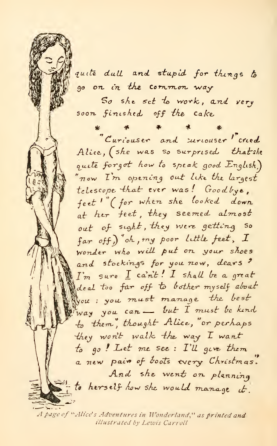 quite dull and stupid for things to
go on in the common way
So she set to work, and very
soon finished off the cake
* * * * *
"Curiouser and curiouser!" cried
Alice, (she was so surprised that she
quite forgot how to speak good English)
"now I'm opening out like the largest
telescope that ever was! Goodbye,
feet!" (for when she looked down
at her feet, they seemed almost
out of sight, they were getting so
far off) "oh, my poor little feet, I
wonder who will put on your shoes
and stockings for you now, dears?
I'm sure I ca'n't! I shall be a great
deal too far off to bother myself about
you: you must manage the best
way you can — but I must be kind
to them," thought Alice, "or perhaps
they won't walk the way I want
to go! Let me see: I'll give them
a new pair of boots every Christmas."
And she went on planning
to herself how she would manage it.
A page of "Alice's Adventures in Wonderland," as printed and
illustrated by Lewis Carroll